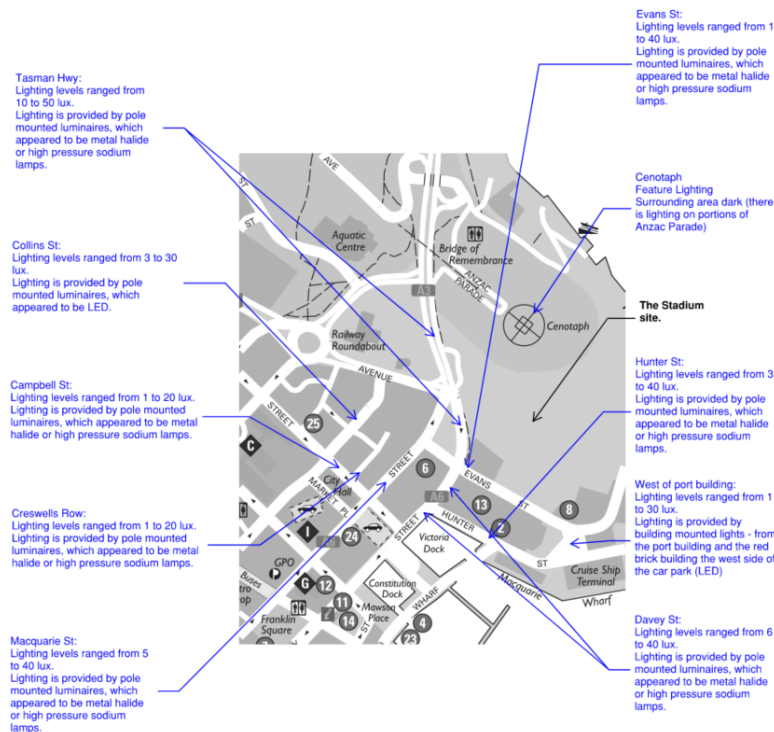 Evans St:
Lighting levels ranged from 1
to 40 lux.
Lighting is provided by pole
mounted luminaires, which
appeared to be metal halide
or high pressure sodium
lamps.
Tasman Hwy:
Lighting levels ranged from
10 to 50 lux.
Lighting is provided by pole
mounted luminaires, which
appeared to be metal halide
or high pressure sodium
lamps.
Cenotaph
Feature Lighting
Surrounding area dark (there
is lighting on portions of
Anzac Parade)
Collins St:
Lighting levels ranged from 3 to 30
lux.
Lighting is provided by pole
mounted luminaires, which
appeared to be LED.
The Stadium
site.
Hunter St:
Lighting levels ranged from 3
to 40 lux.
Lighting is provided by pole
mounted luminaires, which
appeared to be metal halide
or high pressure sodium
lamps.
Campbell St:
Lighting levels ranged from 1 to 20 lux.
Lighting is provided by pole mounted
luminaires, which appeared to be metal
halide or high pressure sodium lamps.
West of port building:
Lighting levels ranged from 1
to 30 lux.
Lighting is provided by
building mounted lights - from
the port building and the red
brick building the west side of
the car park (LED)
Creswells Row:
Lighting levels ranged from 1 to 20 lux.
Lighting is provided by pole mounted
luminaires, which appeared to be metal
halide or high pressure sodium lamps.
Davey St:
Lighting levels ranged from 6
to 40 lux.
Lighting is provided by pole
mounted luminaires, which
appeared to be metal halide
or high pressure sodium
lamps.
Macquarie St:
Lighting levels ranged from 5
to 40 lux.
Lighting is provided by pole
mounted luminaires, which
appeared to be metal halide
or high pressure sodium
lamps.
AVE
ST
ST
Aquatic
Centre
Bridge of
Remembrance
ANZAC
PARADE
A3
Cenotaph
Railway
Roundabout
AVENUE
STREET
25
C
STREET
6
EVANS
ST
City
Hall
MARKET
PL
A6
13
8
HUNTER
2
ST
I
24
STREET
Victoria
Dock
GPO
Cruise Ship
Terminal
Macquarie
Wharf
Buses
G
12
Constitution
Dock
11
Mawson
Place
WHARF
14
ST
4
23
Franklin
Square